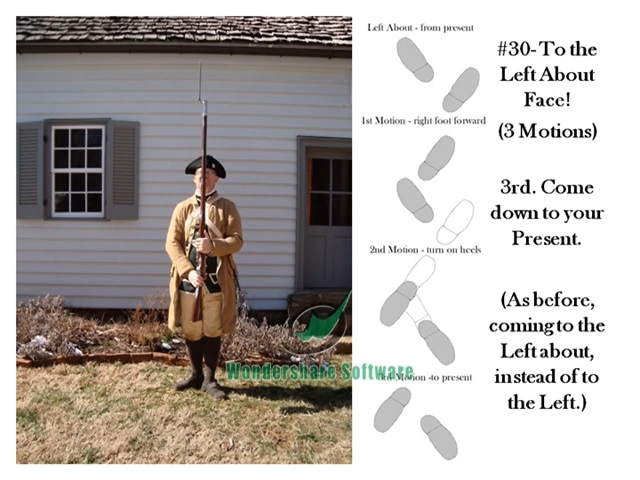 Left About - from present
1st Motion - right foot forward
2nd Motion - turn on heels
3rd Motion -to present
#30-To the
Left About
Face!
(3 Motions)
3rd. Come
down to your
Present.
(As before,
coming to the
Left about,
instead of to
the Left.)
Wondershare Software